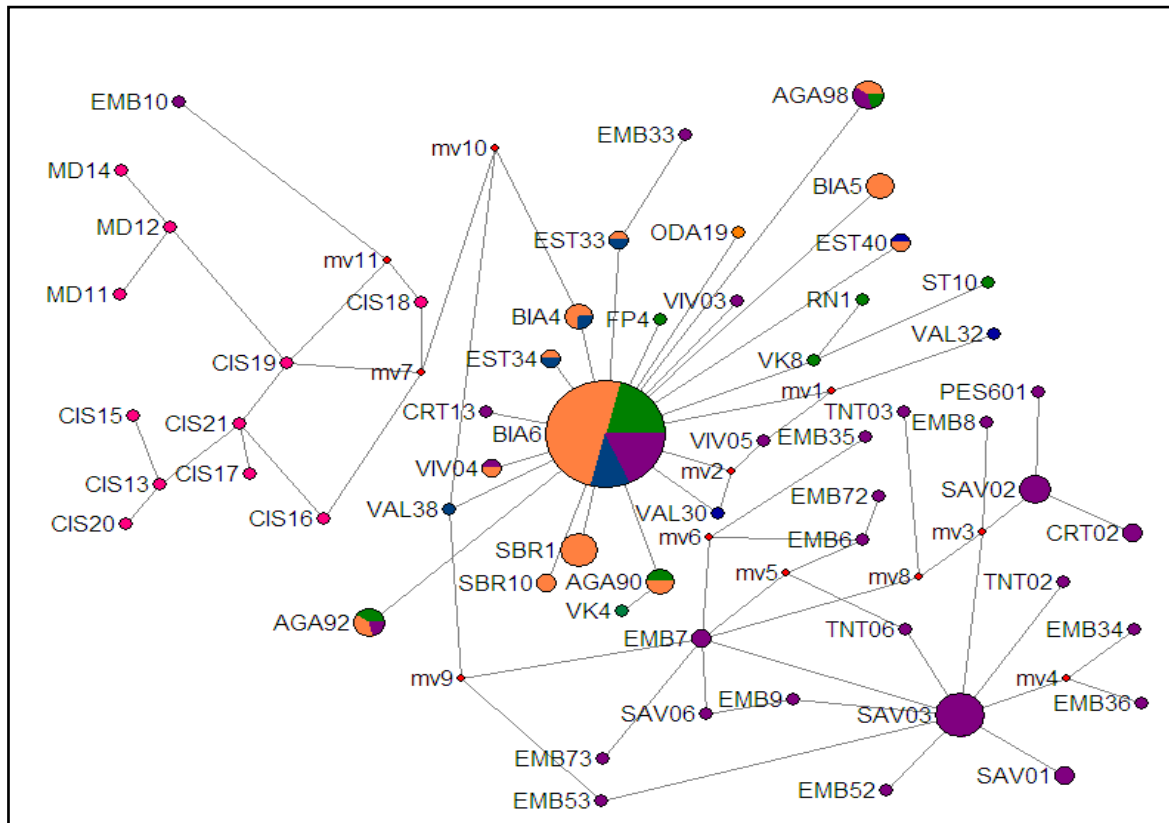 AGA98
EMB10
EMB33
mv10
MD14
BIA5
MD12
ODA19
EST33
EST40
mv11
ST10
MD11
CIS18
VIV03
RN1
BIA4
FP4
VAL32
EST34
CIS19
mv7
VK8
mv1
PES601
CRT13
TNT03
CIS15
CIS21
BIA6
EMB8
VIV05
EMB35
VIV04
CIS17
mv2
CIS13
SAV02
EMB72
VAL38
VAL30
CIS20
CIS16
mv6
EMB6
mv3
CRT02
SBR1
mv5
mv8
SBR10
AGA90
TNT02
VK4
AGA92
EMB7
TNT06
EMB34
mv9
mv4
EMB9
EMB36
SAV06
SAV03
EMB73
SAV01
EMB53
EMB52